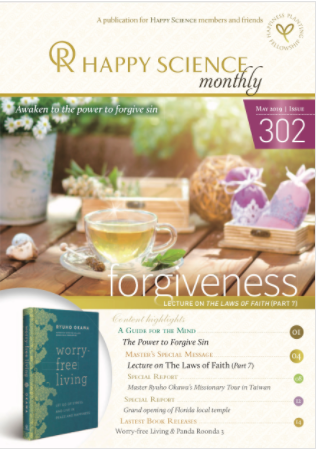 A publication for HAPPY SCIENCE members and friends
HAPPINESS PLANTING
FELLOWSHIP
R HAPPY SCIENCE
monthly
Awaken to the power to forgive sin
MAY 2019 | ISSUE
302
forgiveness
LECTURE ON THE LAWS OF FAITH (PART 7)
Content highlights
A GUIDE FOR THE MIND 01
The Power to Forgive Sin
MASTER'S SPECIAL MESSAGE 04
Lecture on The Laws of Faith (Part 7)
SPECIAL REPORT
Master Ryuho Okawa's Missionary Tour in Taiwan
SPECIAL REPORT
Grand opening of Florida local temple
LASTEST BOOK RELEASES
Worry-free Living & Panda Roonda 3
RYUHO OKAWA
worry-
free
living